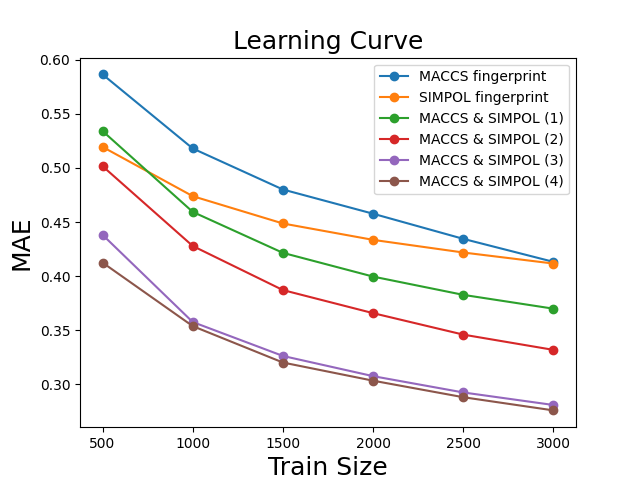 Learning Curve
MACCS fingerprint
SIMPOL fingerprint
MACCS & SIMPOL (1)
MACCS & SIMPOL (2)
MACCS & SIMPOL (3)
MACCS & SIMPOL (4)
MAE
0.60
0.55
0.50
0.45
0.40
0.35
0.30
500 1000 1500 2000 2500 3000
Train Size